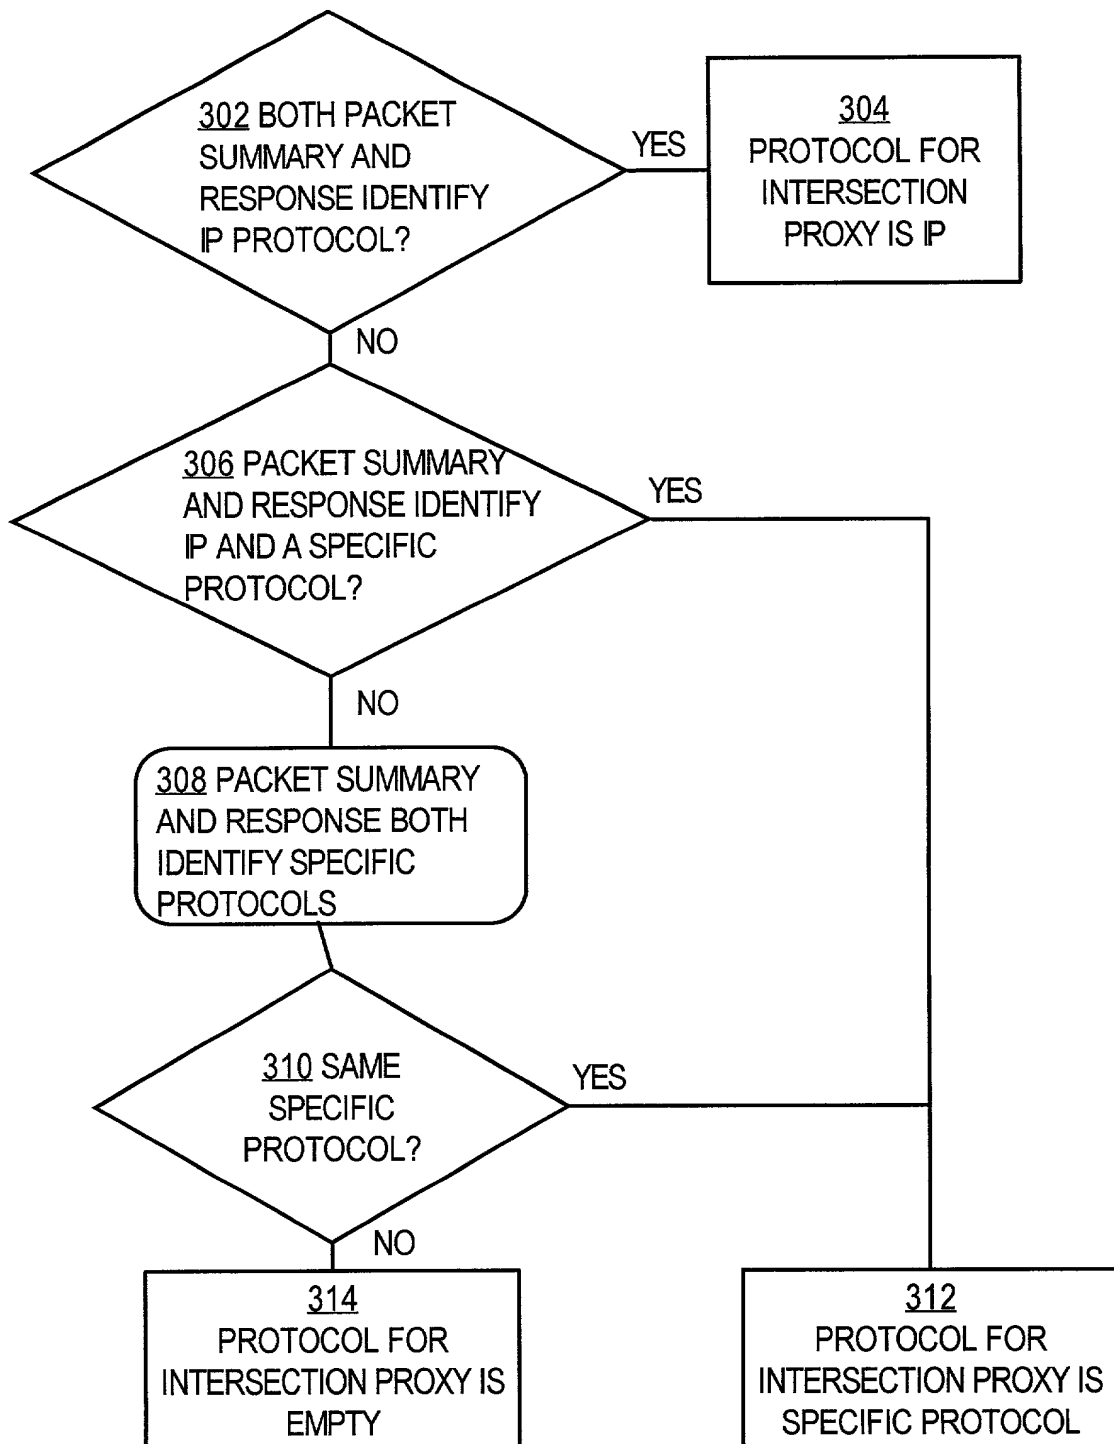 302 BOTH PACKET
SUMMARY AND
RESPONSE IDENTIFY
IP PROTOCOL?
YES
304
PROTOCOL FOR
INTERSECTION
PROXY IS IP
NO
306 PACKET SUMMARY
AND RESPONSE IDENTIFY
IP AND A SPECIFIC
PROTOCOL?
YES
NO
308 PACKET SUMMARY
AND RESPONSE BOTH
IDENTIFY SPECIFIC
PROTOCOLS
310 SAME
SPECIFIC
PROTOCOL?
YES
NO
314
PROTOCOL FOR
INTERSECTION PROXY IS
EMPTY
312
PROTOCOL FOR
INTERSECTION PROXY IS
SPECIFIC PROTOCOL